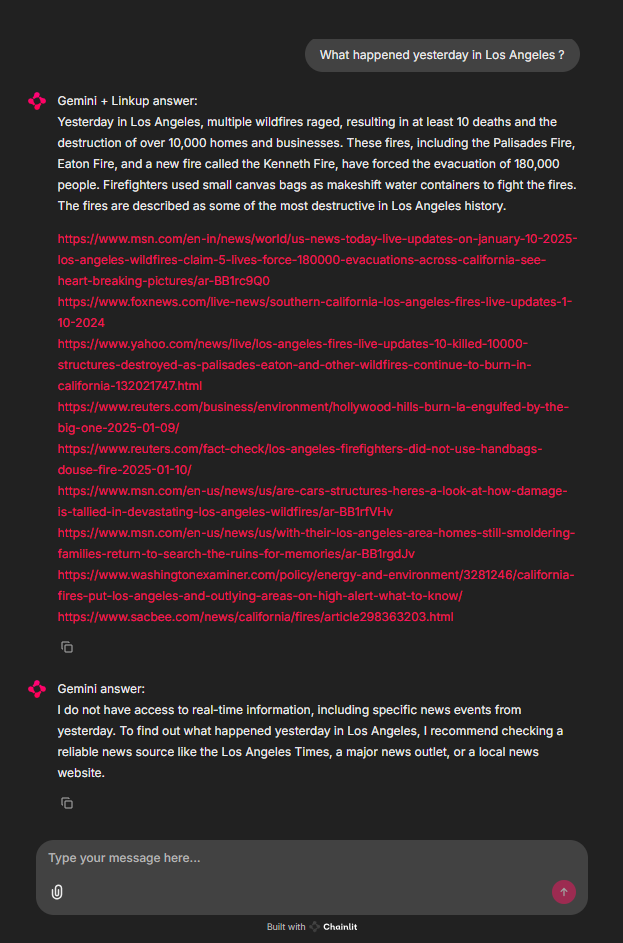 What happened yesterday in Los Angeles ?
Gemini + Linkup answer:
Yesterday in Los Angeles, multiple wildfires raged, resulting in at least 10 deaths and the
destruction of over 10,000 homes and businesses. These fires, including the Palisades Fire,
Eaton Fire, and a new fire called the Kenneth Fire, have forced the evacuation of 180,000
people. Firefighters used small canvas bags as makeshift water containers to fight the fires.
The fires are described as some of the most destructive in Los Angeles history.
https://www.msn.com/en-in/news/world/us-news-today-live-updates-on-january-10-2025-
los-angeles-wildfires-claim-5-lives-force-180000-evacuations-across-california-see-
heart-breaking-pictures/ar-BB1rc9Q0
https://www.foxnews.com/live-news/southern-california-los-angeles-fires-live-updates-1-
10-2024
https://www.yahoo.com/news/live/los-angeles-fires-live-updates-10-killed-10000-
structures-destroyed-as-palisades-eaton-and-other-wildfires-continue-to-burn-in-
california-132021747.html
https://www.reuters.com/business/environment/hollywood-hills-burn-la-engulfed-by-the-
big-one-2025-01-09/
https://www.reuters.com/fact-check/los-angeles-firefighters-did-not-use-handbags-
douse-fire-2025-01-10/
https://www.msn.com/en-us/news/us/are-cars-structures-heres-a-look-at-how-damage-
is-tallied-in-devastating-los-angeles-wildfires/ar-BB1rfVHv
https://www.msn.com/en-us/news/us/with-their-los-angeles-area-homes-still-smoldering-
families-return-to-search-the-ruins-for-memories/ar-BB1rgdJv
https://www.washingtonexaminer.com/policy/energy-and-environment/3281246/california-
fires-put-los-angeles-and-outlying-areas-on-high-alert-what-to-know/
https://www.sacbee.com/news/california/fires/article298363203.html
Gemini answer:
I do not have access to real-time information, including specific news events from
yesterday. To find out what happened yesterday in Los Angeles, I recommend checking a
reliable news source like the Los Angeles Times, a major news outlet, or a local news
website.
Type your message here...
Built with Chainlit